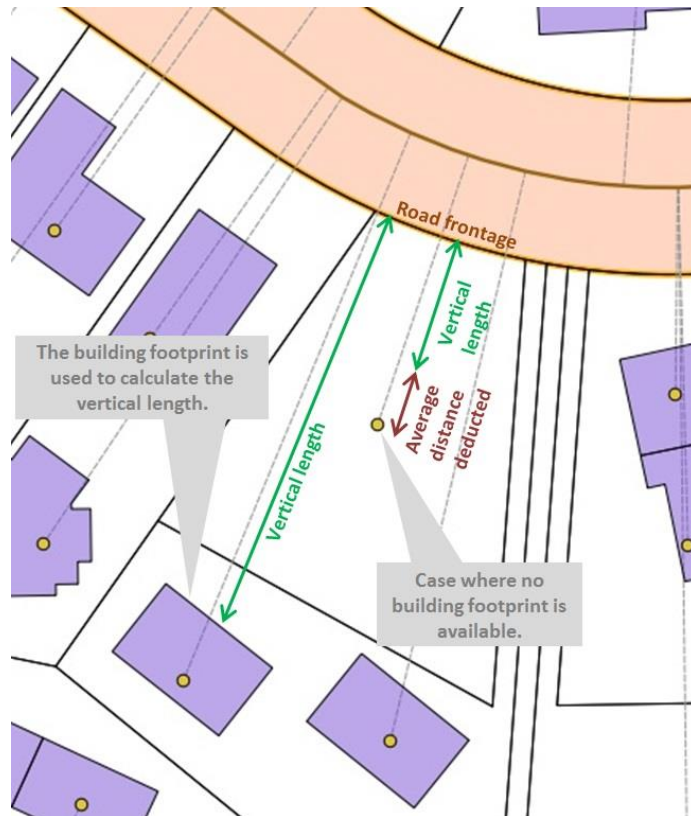 Road frontage
Vertical
length
The building footprint is
used to calculate the
vertical length.
Average
distance
deducted
Vertical length
Case where no
building footprint is
available.